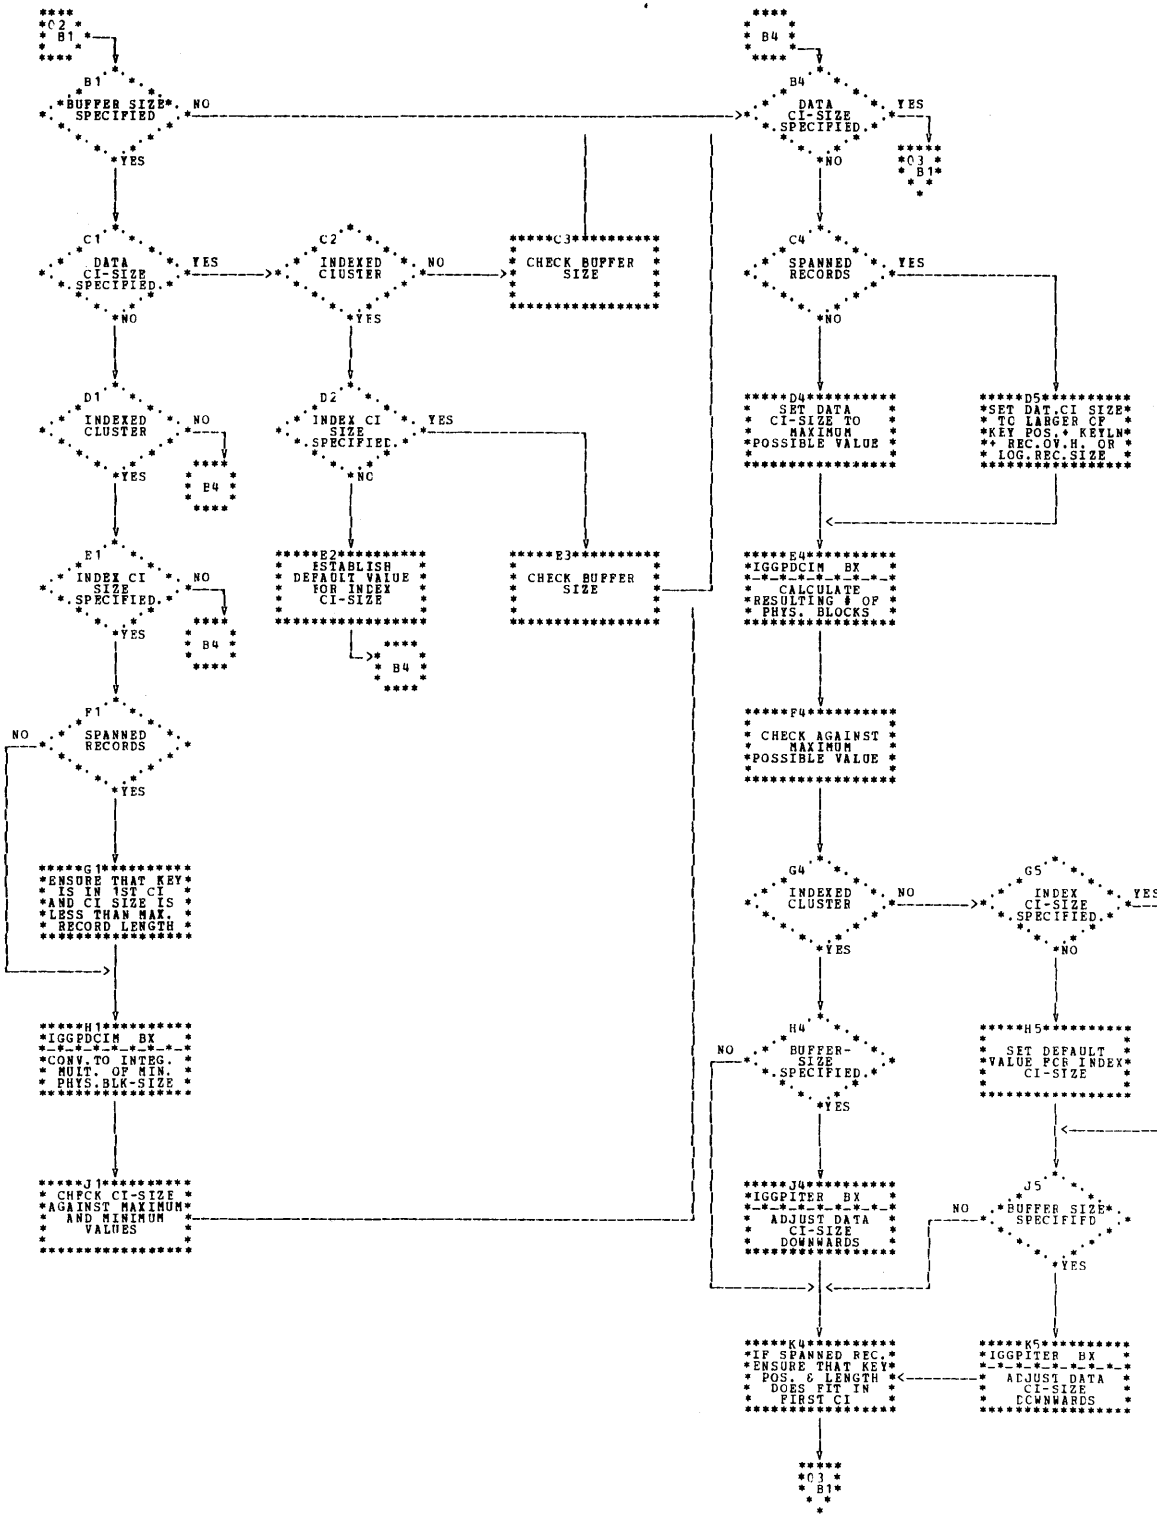 02
B1
B1
BUFFER SIZE
SPECIFIED
NO
YES
B4
B4
DATA
CI-SIZE
SPECIFIED.
YES
NO
03
B1
C1
DATA
CI-SIZE
SPECIFIED.
YES
NO
C2
INDEXED
CLUSTER
NO
YES
C3
CHECK BUFFER
SIZE
C4
SPANNED
RECORDS
YES
NO
D1
INDEXED
CLUSTER
NO
YES
B4
D2
INDEX CI
SIZE
SPECIFIED.
YES
NO
D4
SET DATA
CI-SIZE TO
MAXIMUM
POSSIBLE VALUE
D5
SET DAT.CI SIZE
TO LARGER OF
KEY POS.+ KEYLN
+ REC.OV.H. OR
LOG.REC.SIZE
E1
INDEX CI
SIZE
SPECIFIED.
NO
YES
B4
E2
ESTABLISH
DEFAULT VALUE
FOR INDEX
CI-SIZE
B4
E3
CHECK BUFFER
SIZE
E4
IGGPDCIM BX
CALCULATE
RESULTING # OF
PHYS. BLOCKS
F1
SPANNED
RECORDS
NO
YES
F4
CHECK AGAINST
MAXIMUM
POSSIBLE VALUE
G1
ENSURE THAT KEY
IS IN 1ST CI
AND CI SIZE IS
LESS THAN MAX.
RECORD LENGTH
G4
INDEXED
CLUSTER
NO
YES
G5
INDEX
CI-SIZE
SPECIFIED.
YES
NO
H1
IGGPDCIM BX
CONV.TO INTEG.
MULT. OF MIN.
PHYS.BLK-SIZE
H4
BUFFER-
SIZE
SPECIFIED.
NO
YES
H5
SET DEFAULT
VALUE FOR INDEX
CI-SIZE
J1
CHECK CI-SIZE
AGAINST MAXIMUM
AND MINIMUM
VALUES
J4
IGGPITER BX
ADJUST DATA
CI-SIZE
DOWNWARDS
J5
BUFFER SIZE
SPECIFIED
NO
YES
K4
IF SPANNED REC.
ENSURE THAT KEY
POS. & LENGTH
DOES FIT IN
FIRST CI
K5
IGGPITER BX
ADJUST DATA
CI-SIZE
DOWNWARDS
03
B1